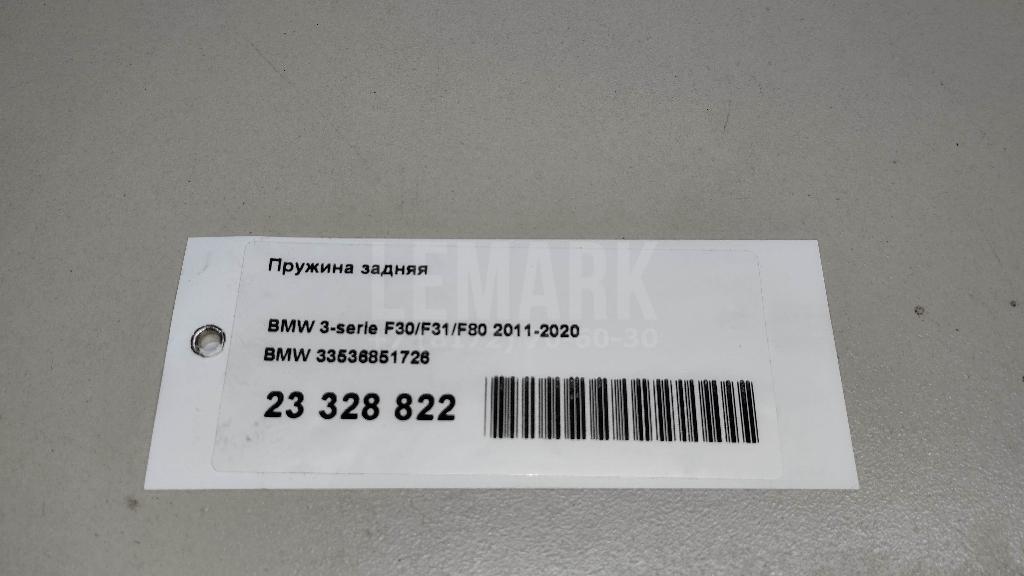 Пружина задняя
LEMARK
BMW 3-serie F30/F31/F80 2011-2020
BMW 33536851726
23 328 822